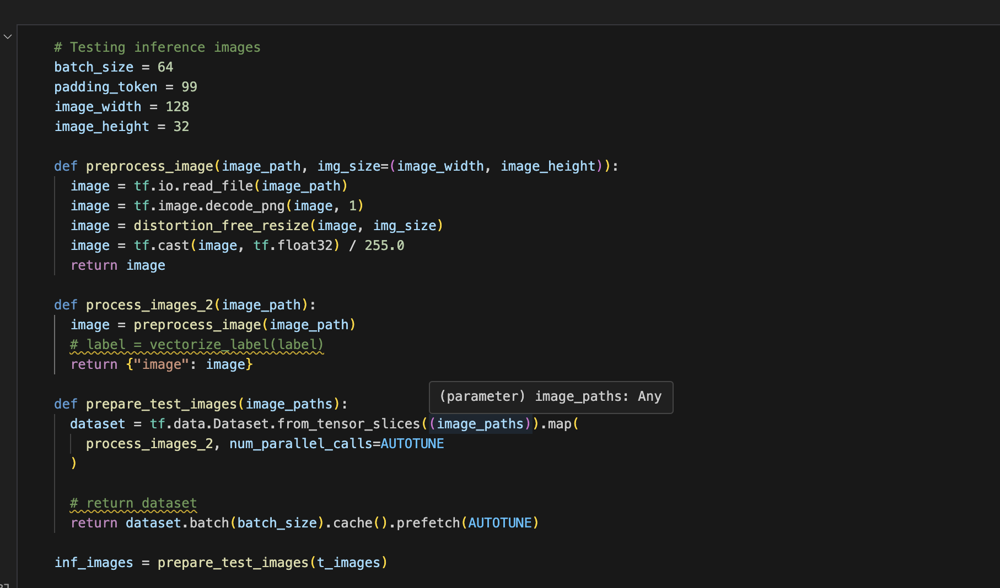 # Testing inference images
batch_size = 64
padding_token = 99
image_width = 128
image_height = 32
def preprocess_image(image_path, img_size=(image_width, image_height)):
image = tf.io.read_file(image_path)
image = tf.image.decode_png(image, 1)
image = distortion_free_resize(image, img_size)
image = tf.cast(image, tf.float32) / 255.0
return image
def process_images_2(image_path):
image = preprocess_image(image_path)
# label = vectorize_label(label)
return {"image": image}
(parameter) image_paths: Any
def prepare_test_images(image_paths):
dataset = tf.data.Dataset.from_tensor_slices((image_paths)).map(
process_images_2, num_parallel_calls=AUTOTUNE
)
# return dataset
return dataset.batch(batch_size).cache().prefetch(AUTOTUNE)
inf_images = prepare_test_images(t_images)